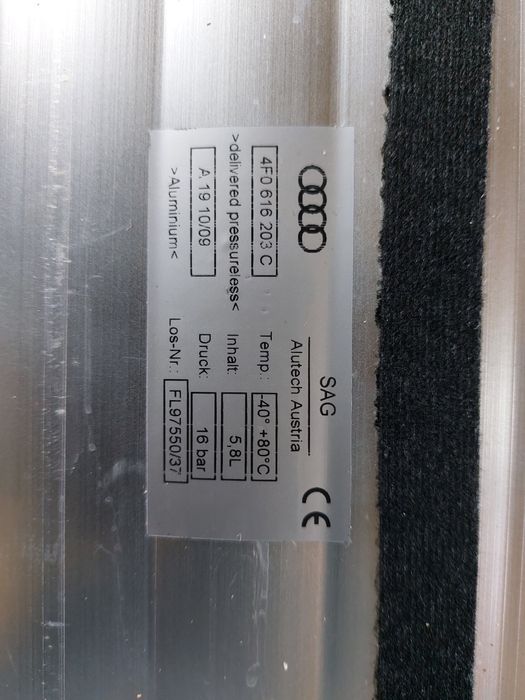 SAG
Alutech Austria
4F0 616 203 C
Temp.: -40° +80°C
>delivered pressureless<
Inhalt: 5,8L
A 19 10/09
Druck: 16 bar
>Aluminium<
Los-Nr.: FL97550/37
CE